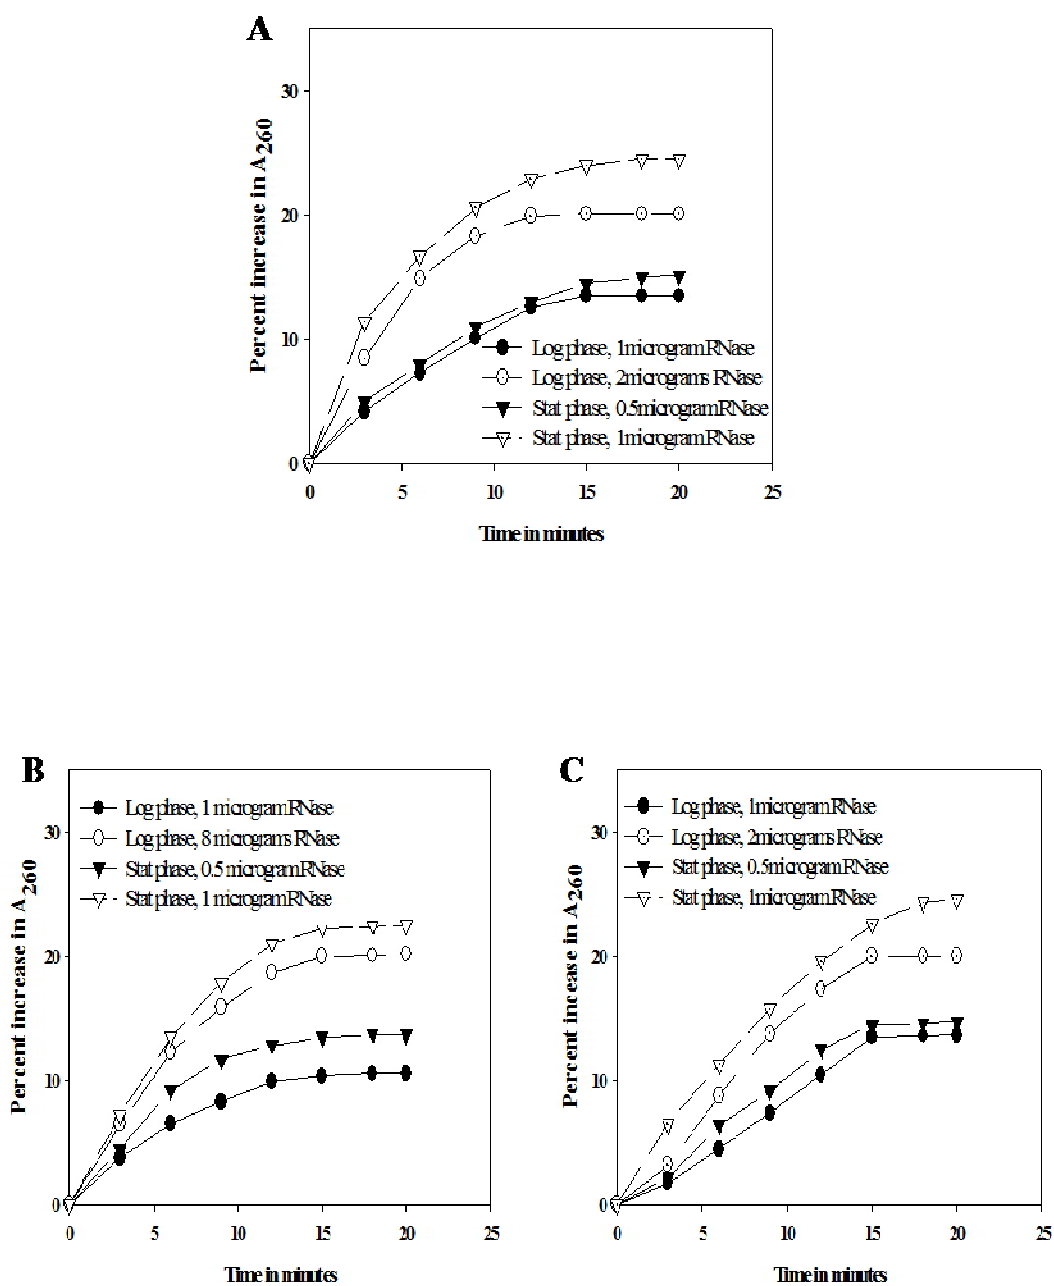 A
Percent increase in A260
30
20
10
0
Log phase, 1microgram RNase
Log phase, 2micrograms RNase
Stat phase, 0.5microgram RNase
Stat phase, 1microgram RNase
0 5 10 15 20 25
Time in minutes
B
Percent increase in A260
30
20
10
0
Log phase, 1 microgram RNase
Log phase, 8 micrograms RNase
Stat phase, 0.5 microgram RNase
Stat phase, 1 microgram RNase
0 5 10 15 20 25
Time in minutes
C
Percent incease in A260
30
20
10
0
Log phase, 1microgram RNase
Log phase, 2micrograms RNase
Stat phase, 0.5microgram RNase
Stat phase, 1microgram RNase
0 5 10 15 20 25
Time in minutes